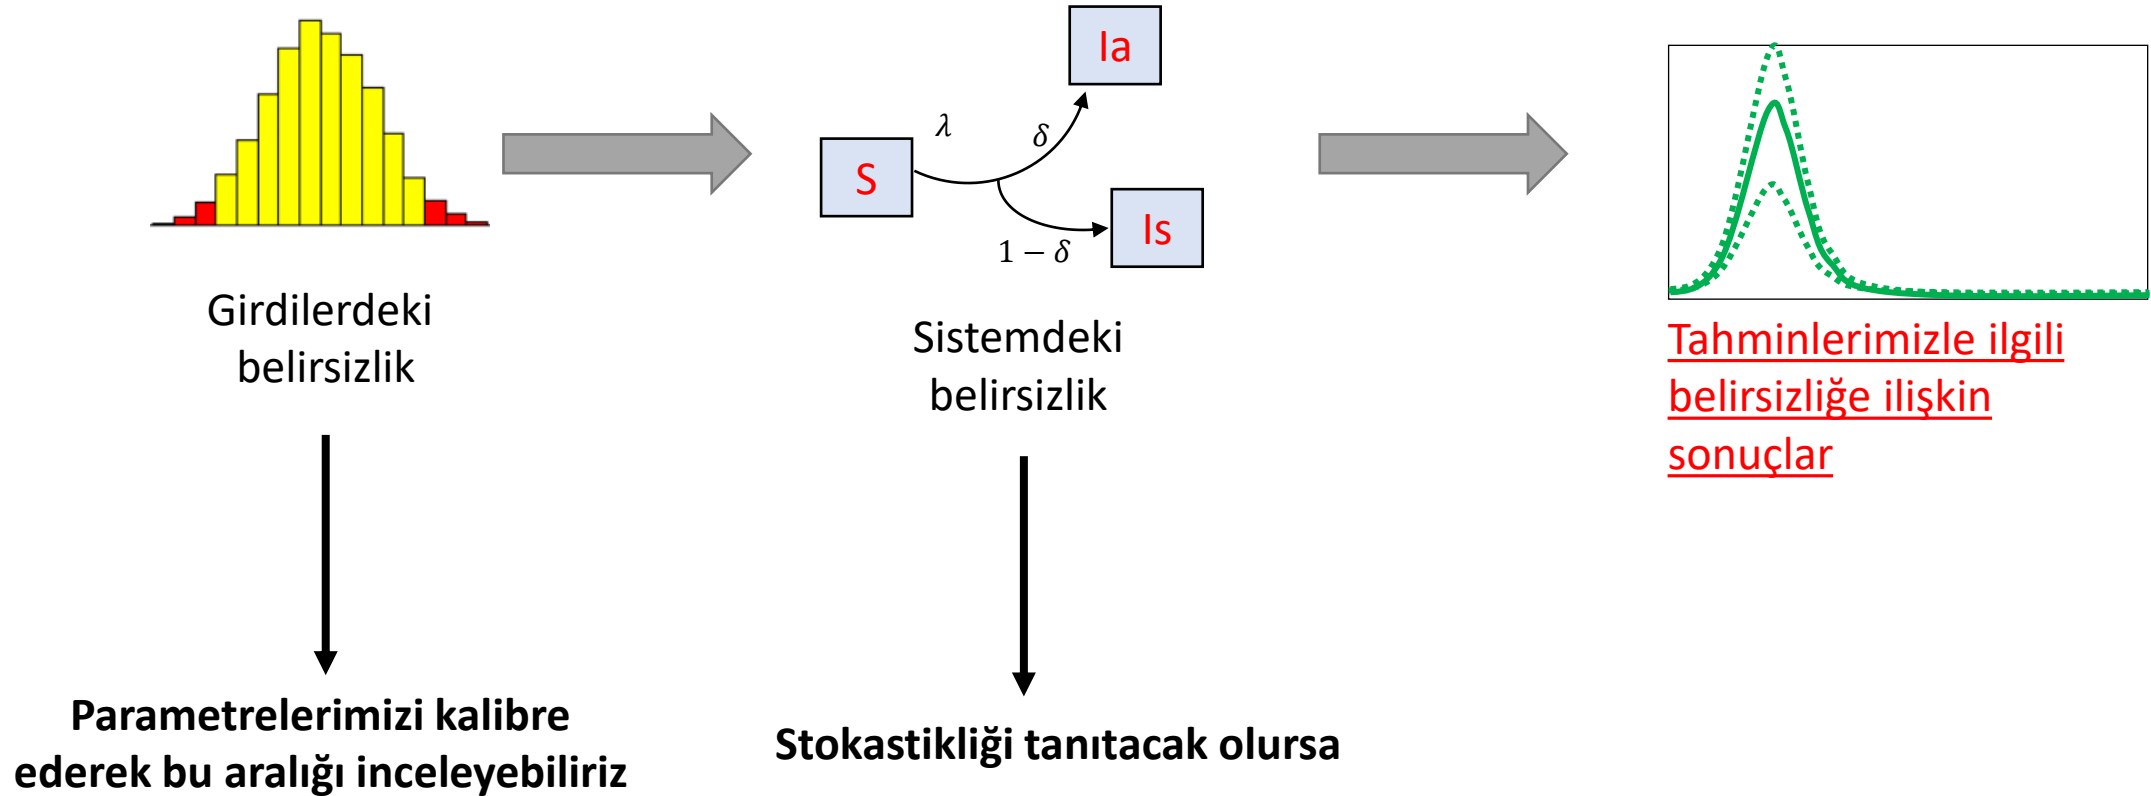 Girdilerdeki
belirsizlik
Parametrelerimizi kalibre
ederek bu aralığı inceleyebiliriz
Ia
λ
δ
S
Is
1 − δ
Sistemdeki
belirsizlik
Stokastikliği tanıtacak olursa
Tahminlerimizle ilgili
belirsizliğe ilişkin
sonuçlar